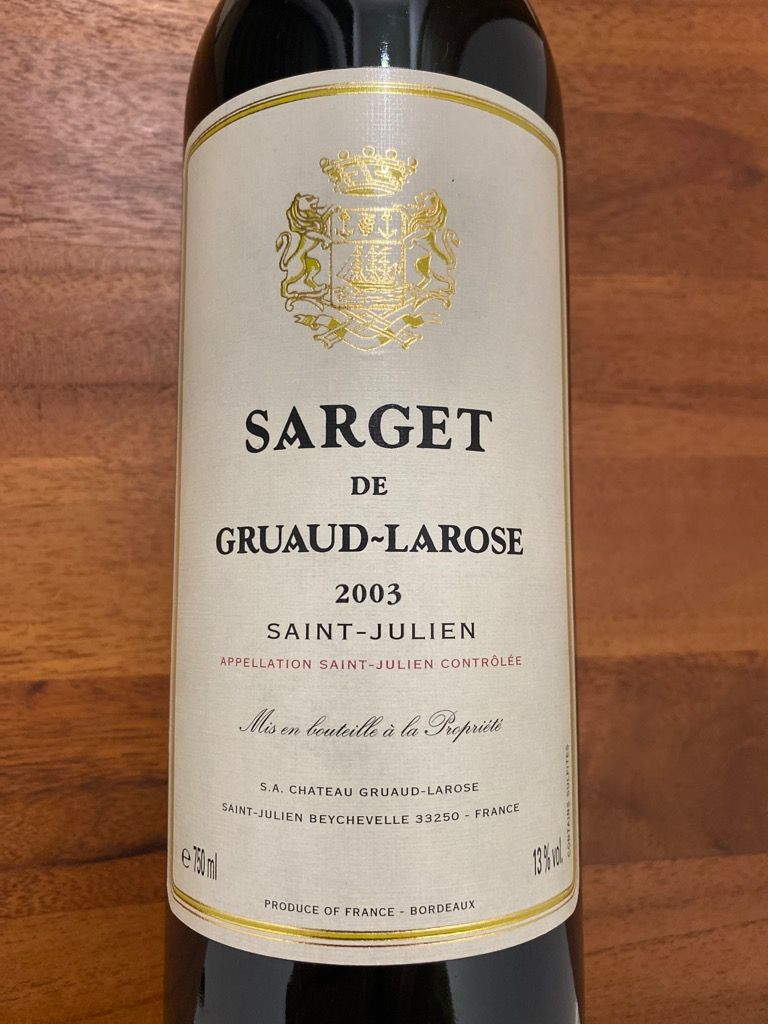 SARGET
DE
GRUAUD~LAROSE
2003
SAINT-JULIEN
APPELLATION SAINT-JULIEN CONTRÔLÉE
Mis en bouteille à la Propriété
S.A. CHATEAU GRUAUD-LAROSE
SAINT-JULIEN BEYCHEVELLE 33250 - FRANCE
CONTAINS SULFITES
℮ 750 ml
13 % vol.
PRODUCE OF FRANCE - BORDEAUX